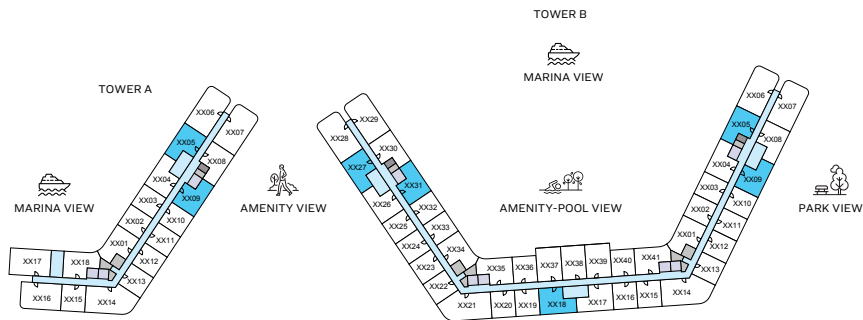 TOWER B
MARINA VIEW
TOWER A
XX06
XX07
XX05
XX08
XX04
XX09
XX03
XX10
XX02
XX11
XX01
XX12
XX13
XX18
XX17
XX16
XX15
XX14
MARINA VIEW
AMENITY VIEW
XX29
XX28
XX30
XX27
XX31
XX26
XX32
XX25
XX33
XX24
XX34
XX23
XX22
XX35
XX36
XX37
XX38
XX39
XX40
XX41
XX21
XX20
XX19
XX18
XX17
XX16
XX15
XX14
AMENITY-POOL VIEW
XX06
XX07
XX05
XX08
XX04
XX09
XX03
XX10
XX02
XX11
XX01
XX12
XX13
PARK VIEW